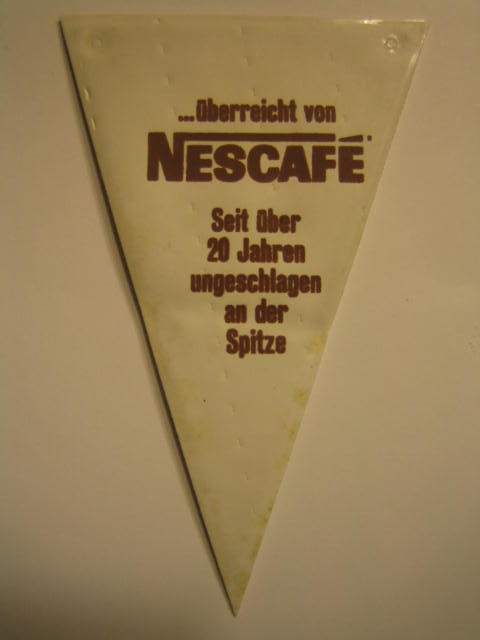 ...überreicht von
NESCAFÉ
Seit über
20 Jahren
ungeschlagen
an der
Spitze